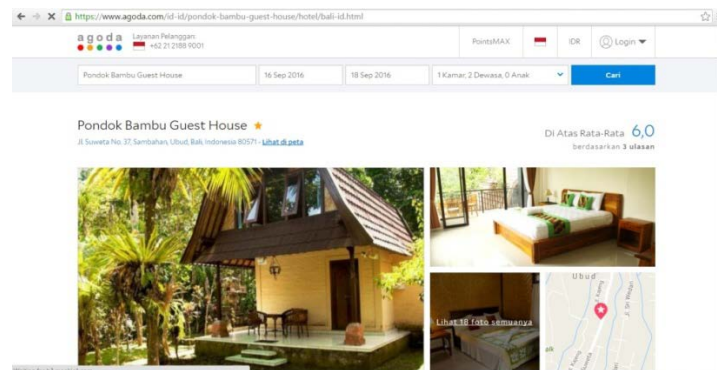 https://www.agoda.com/id-id/pondok-bambu-guest-house/hotel/bali-id.html
agoda
Layanan Pelanggan:
+62 21 2188 9001
PointsMAX
IDR
Login
Pondok Bambu Guest House
16 Sep 2016
18 Sep 2016
1 Kamar, 2 Dewasa, 0 Anak
Cari
Pondok Bambu Guest House
Di Atas Rata-Rata 6,0
Jl Suweta No. 37, Sambahan, Ubud, Bali, Indonesia 80571 - Lihat di peta
berdasarkan 3 ulasan
Lihat 18 foto semuanya
Ubud